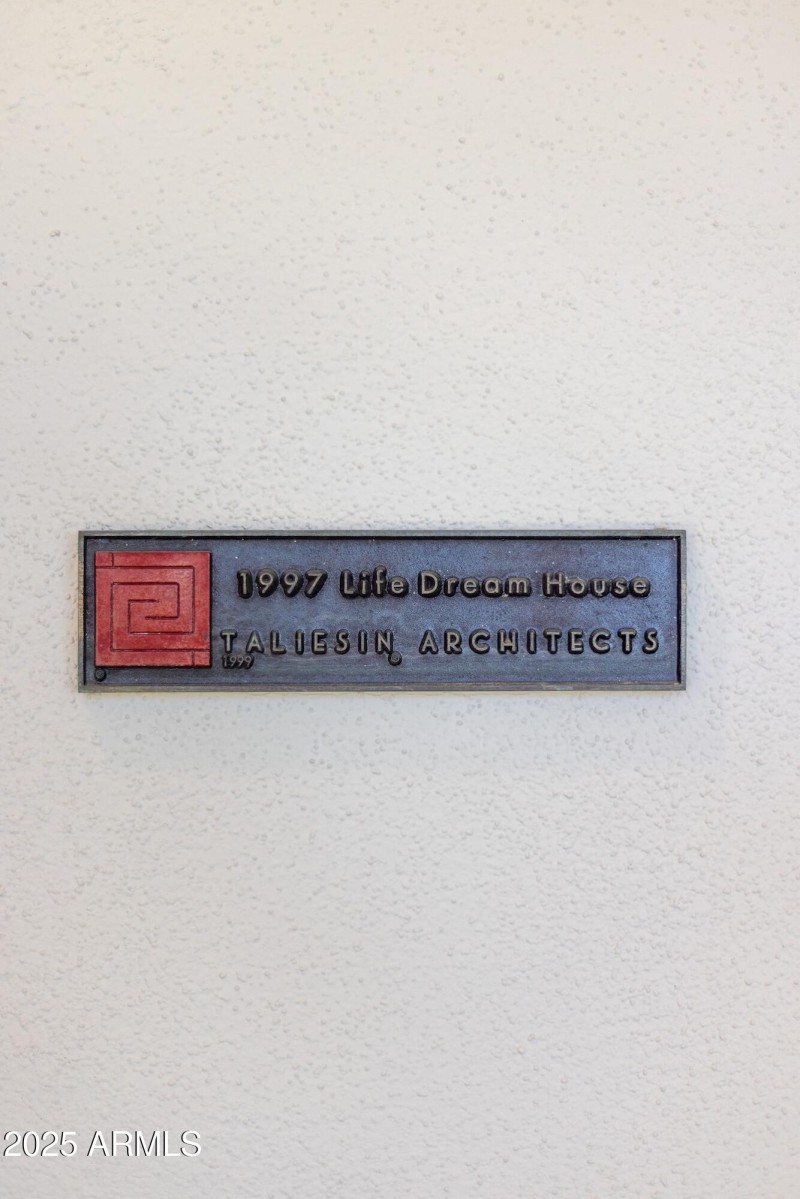 1997 Life Dream House
TALIESIN ® ARCHITECTS
1999
2025 ARMLS